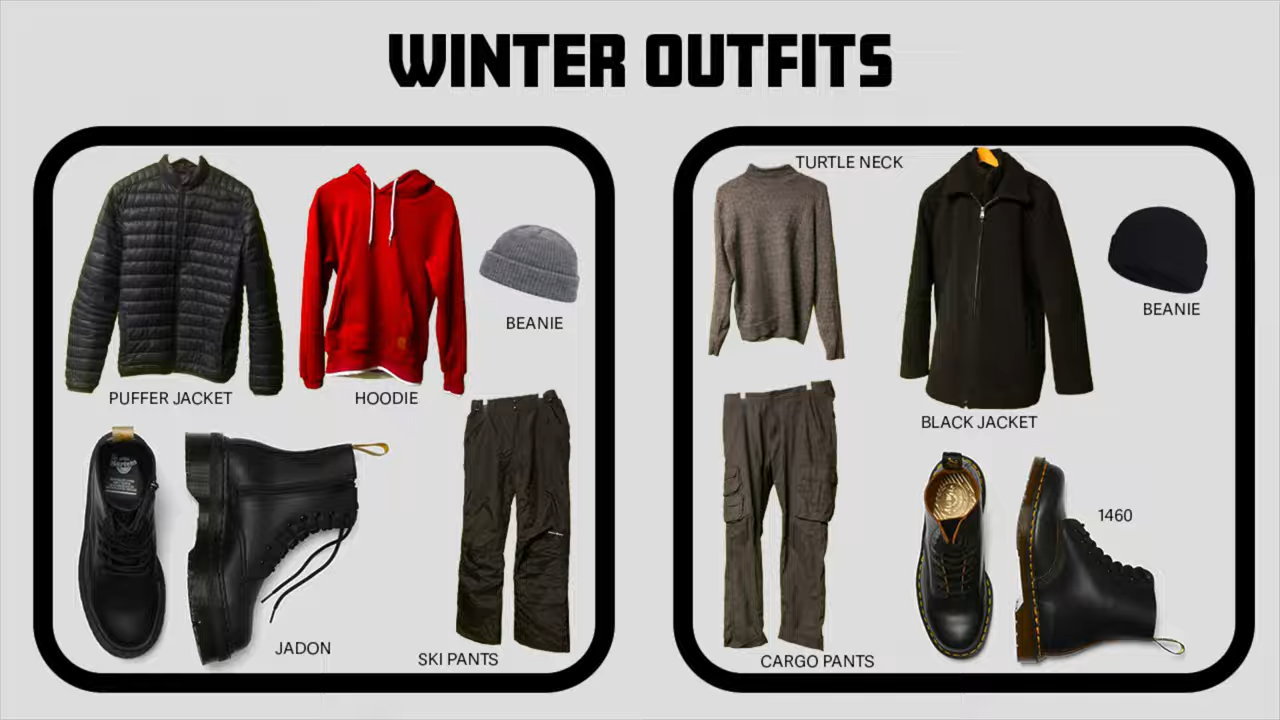 WINTER OUTFITS
PUFFER JACKET
HOODIE
BEANIE
JADON
SKI PANTS
TURTLE NECK
BLACK JACKET
BEANIE
1460
CARGO PANTS